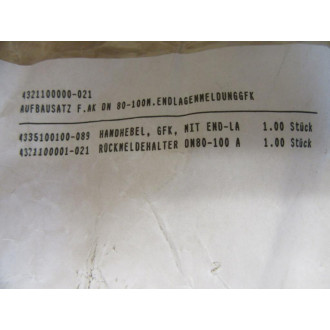 4321100000-021
AUFBAUSATZ F.AK DN 80-100M.ENDLAGENMELDUNGGFK
4335100100-089 HANDHEBEL, GFK, MIT END-LA 1.00 Stück
4321100001-021 RÜCKMELDEHALTER DN80-100 A 1.00 Stück